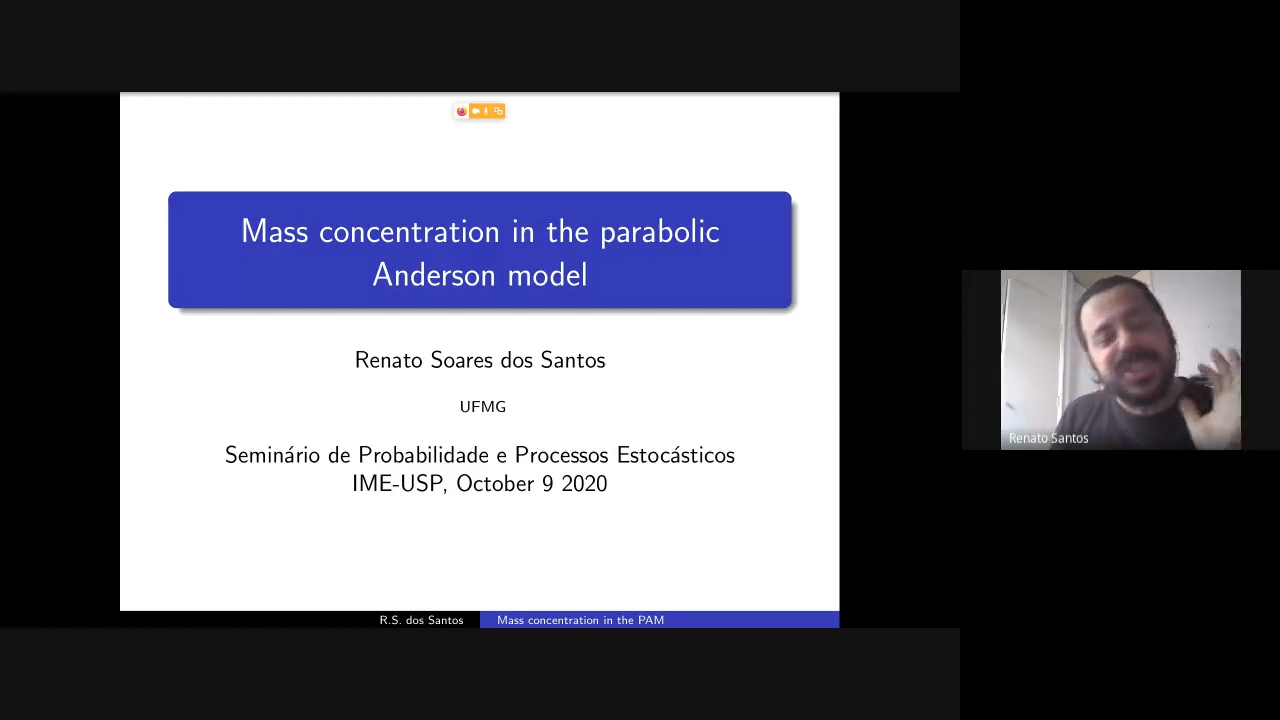 Mass concentration in the parabolic
Anderson model
Renato Soares dos Santos
UFMG
Seminário de Probabilidade e Processos Estocásticos
IME-USP, October 9 2020
R.S. dos Santos
Mass concentration in the PAM
Renato Santos